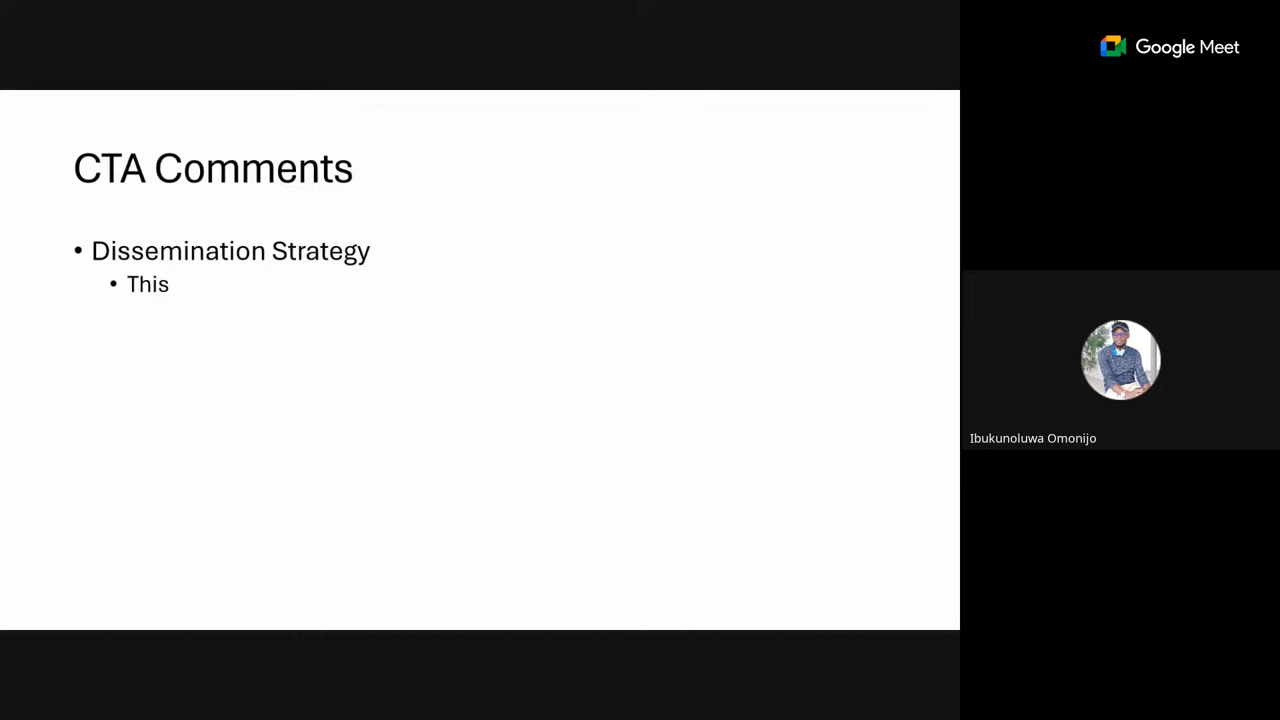 Google Meet
CTA Comments
• Dissemination Strategy
• This
Ibukunoluwa Omonijo